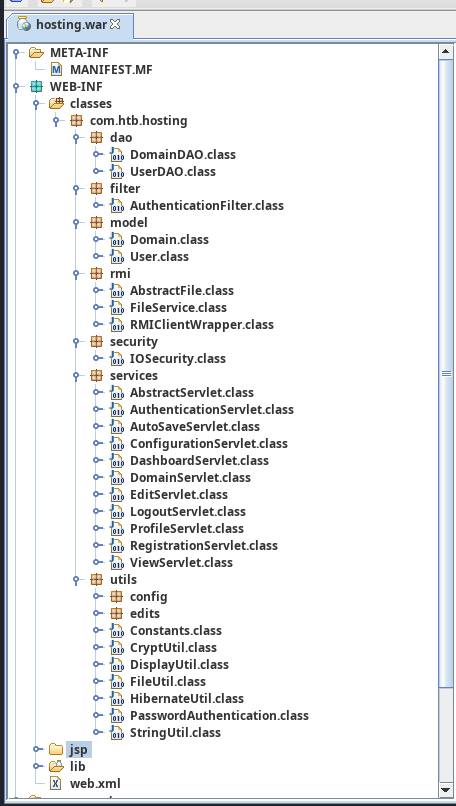 hosting.war
META-INF
MANIFEST.MF
WEB-INF
classes
com.htb.hosting
dao
DomainDAO.class
UserDAO.class
filter
AuthenticationFilter.class
model
Domain.class
User.class
rmi
AbstractFile.class
FileService.class
RMIClientWrapper.class
security
IOSecurity.class
services
AbstractServlet.class
AuthenticationServlet.class
AutoSaveServlet.class
ConfigurationServlet.class
DashboardServlet.class
DomainServlet.class
EditServlet.class
LogoutServlet.class
ProfileServlet.class
RegistrationServlet.class
ViewServlet.class
utils
config
edits
Constants.class
CryptUtil.class
DisplayUtil.class
FileUtil.class
HibernateUtil.class
PasswordAuthentication.class
StringUtil.class
jsp
lib
web.xml